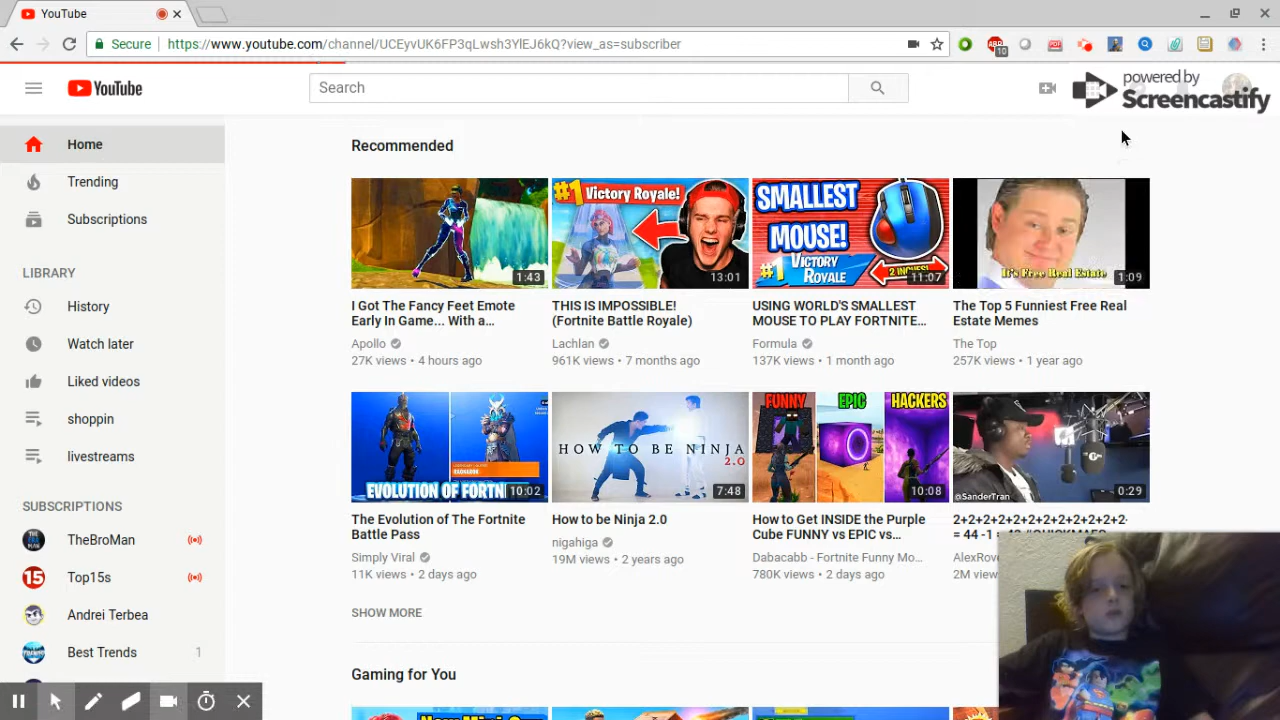 YouTube
Secure
https://www.youtube.com/channel/UCEyvUK6FP3qLwsh3YlEJ6kQ?view_as=subscriber
ABP
10
PDF
YouTube
Search
powered by
Screencastify
Home
Trending
Subscriptions
LIBRARY
History
Watch later
Liked videos
shoppin
livestreams
SUBSCRIPTIONS
TheBroMan
15
Top15s
Andrei Terbea
Best Trends 1
Recommended
1:43
I Got The Fancy Feet Emote
Early In Game... With a...
Apollo
27K views • 4 hours ago
#1 Victory Royale!
13:01
THIS IS IMPOSSIBLE!
(Fortnite Battle Royale)
Lachlan
961K views • 7 months ago
SMALLEST
MOUSE!
#1 VICTORY
ROYALE
2 INCHES!
11:07
USING WORLD'S SMALLEST
MOUSE TO PLAY FORTNITE...
Formula
137K views • 1 month ago
It's Free Real Estate
1:09
The Top 5 Funniest Free Real
Estate Memes
The Top
257K views • 1 year ago
EVOLUTION OF FORTN
10:02
The Evolution of The Fortnite
Battle Pass
Simply Viral
11K views • 2 days ago
HOW TO BE NINJA
2.0
7:48
How to be Ninja 2.0
nigahiga
19M views • 2 years ago
FUNNY
EPIC
HACKERS
10:08
How to Get INSIDE the Purple
Cube FUNNY vs EPIC vs...
Dabacabb - Fortnite Funny Mo...
780K views • 2 days ago
@SanderTran
0:29
2+2+2+2+2+2+2+2+2+2+2+2-
= 44 -1
AlexRove
2M views
SHOW MORE
Gaming for You